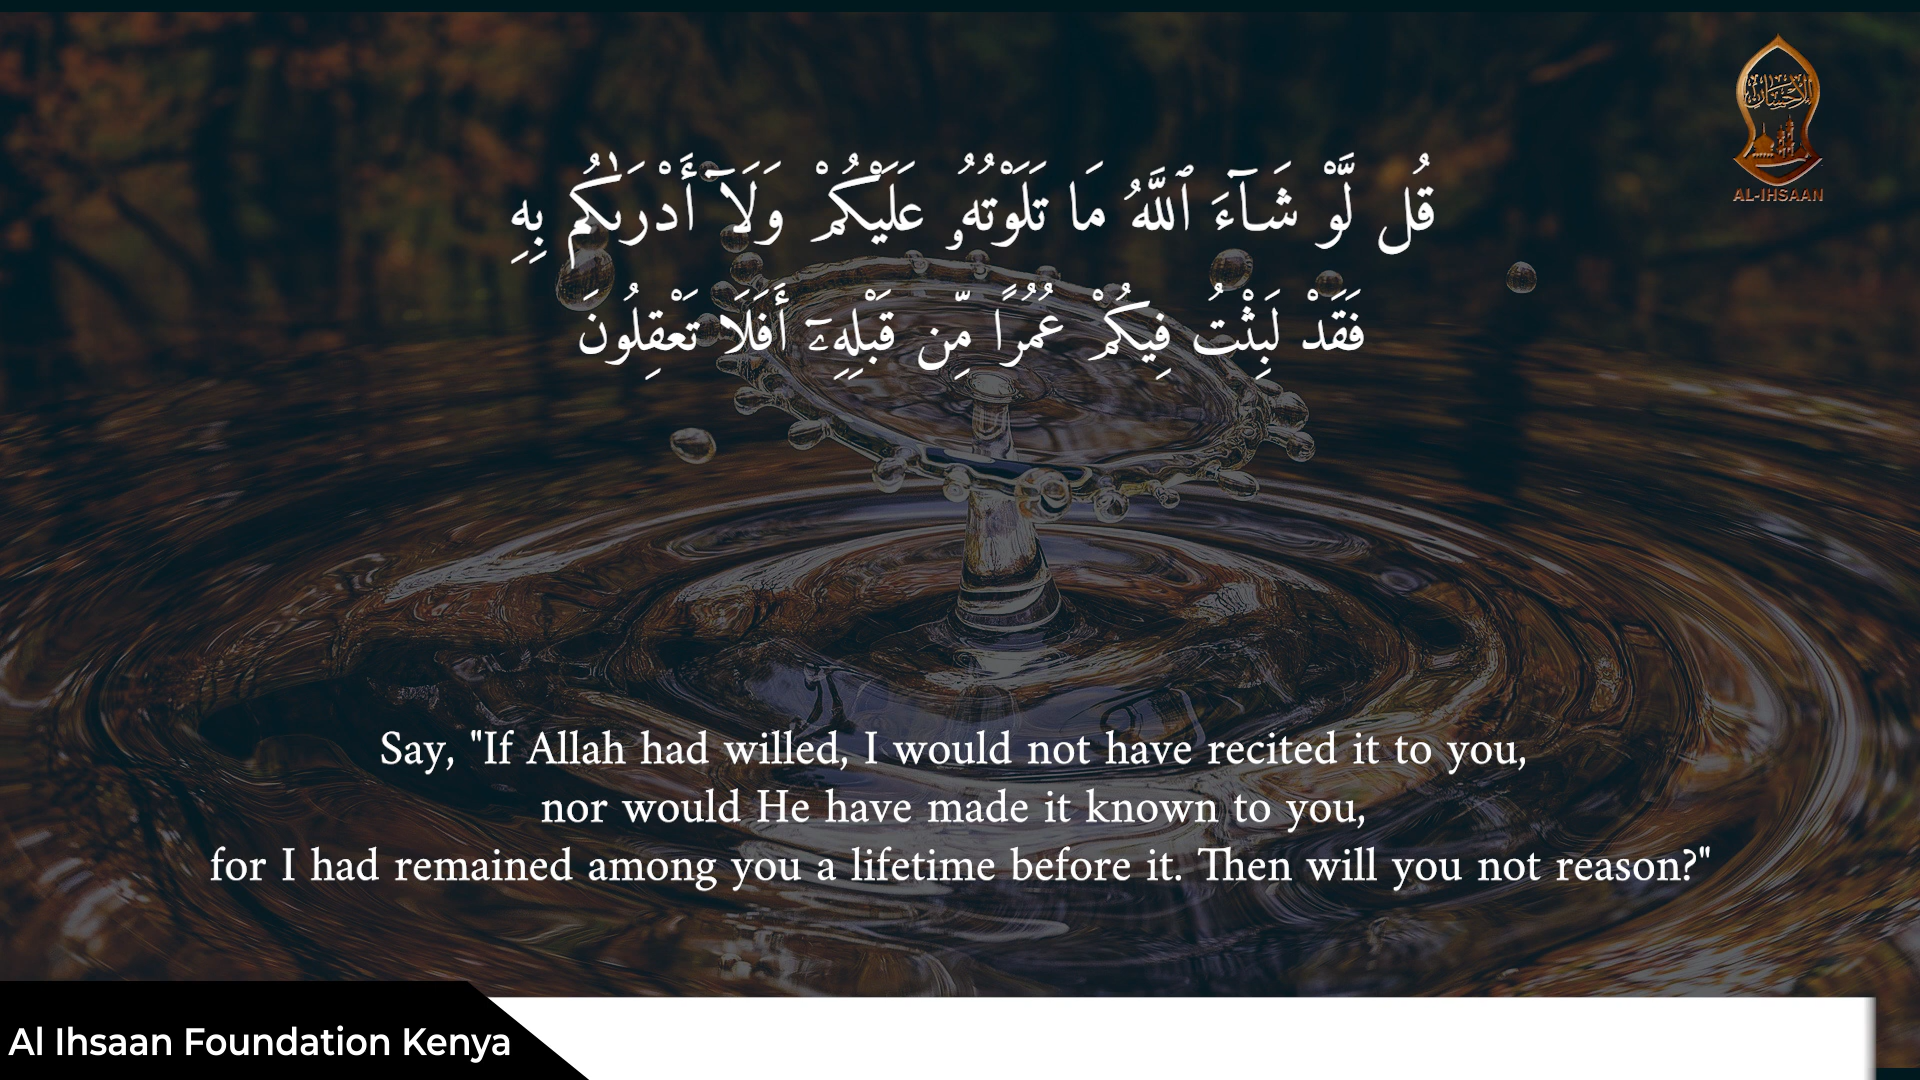 الإحسان
AL-IHSAAN
قُل لَّوْ شَآءَ ٱللَّهُ مَا تَلَوْتُهُۥ عَلَيْكُمْ وَلَآ أَدْرَىٰكُم بِهِۦ
فَقَدْ لَبِثْتُ فِيكُمْ عُمُرًا مِّن قَبْلِهِۦٓ أَفَلَا تَعْقِلُونَ
Say, "If Allah had willed, I would not have recited it to you,
nor would He have made it known to you,
for I had remained among you a lifetime before it. Then will you not reason?"
Al Ihsaan Foundation Kenya